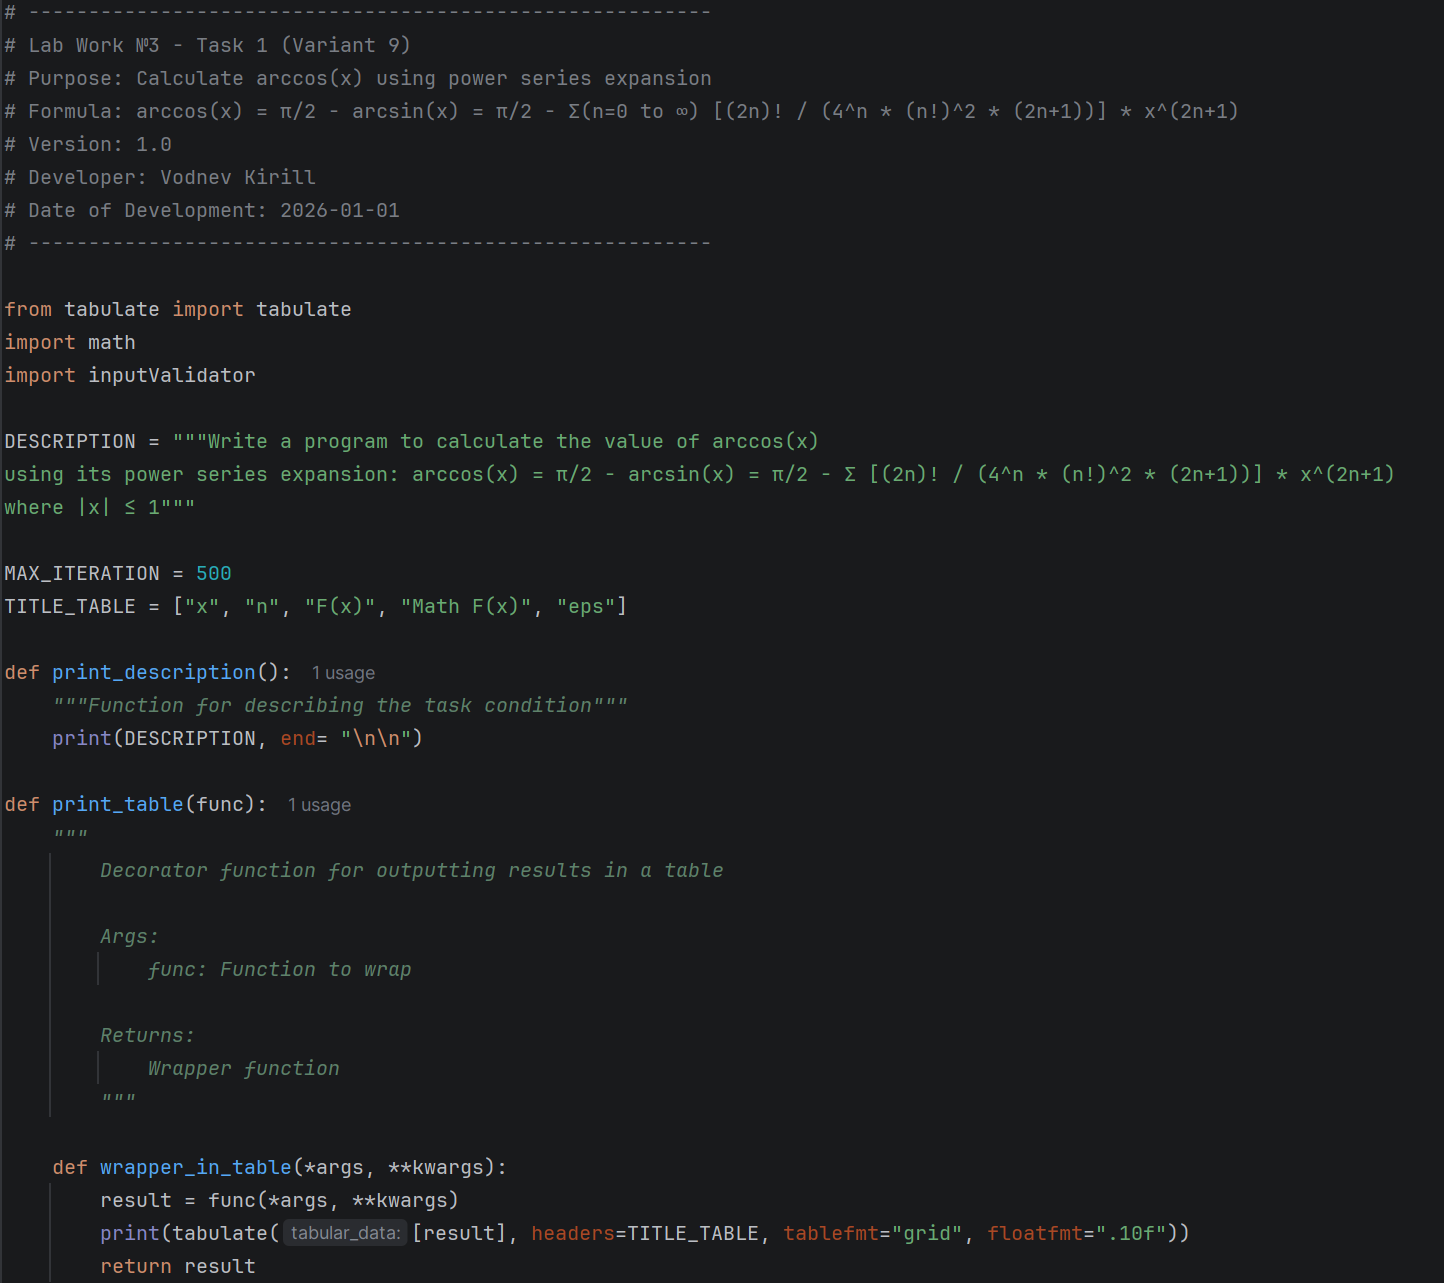 # ---------------------------------------------------------
# Lab Work №3 - Task 1 (Variant 9)
# Purpose: Calculate arccos(x) using power series expansion
# Formula: arccos(x) = π/2 - arcsin(x) = π/2 - Σ(n=0 to ∞) [(2n)! / (4^n * (n!)^2 * (2n+1))] * x^(2n+1)
# Version: 1.0
# Developer: Vodnev Kirill
# Date of Development: 2026-01-01
# ---------------------------------------------------------
from tabulate import tabulate
import math
import inputValidator
DESCRIPTION = """Write a program to calculate the value of arccos(x)
using its power series expansion: arccos(x) = π/2 - arcsin(x) = π/2 - Σ [(2n)! / (4^n * (n!)^2 * (2n+1))] * x^(2n+1)
where |x| ≤ 1"""
MAX_ITERATION = 500
TITLE_TABLE = ["x", "n", "F(x)", "Math F(x)", "eps"]
def print_description(): 1 usage
    """Function for describing the task condition"""
    print(DESCRIPTION, end= "\n\n")
def print_table(func): 1 usage
    """
        Decorator function for outputting results in a table
        Args:
            func: Function to wrap
        Returns:
            Wrapper function
        """
    def wrapper_in_table(*args, **kwargs):
        result = func(*args, **kwargs)
        print(tabulate( tabular_data: [result], headers=TITLE_TABLE, tablefmt="grid", floatfmt=".10f"))
        return result